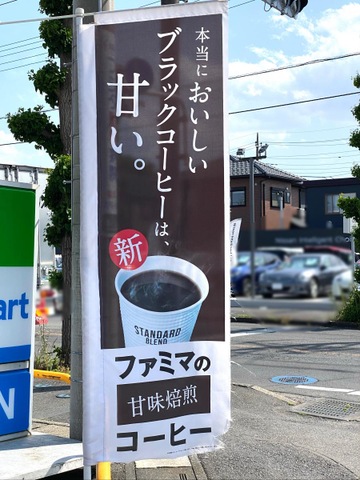 本当においしい
ブラックコーヒーは、
甘い。
新
STANDARD
BLEND
ファミマの
甘味焙煎
コーヒー
art
N